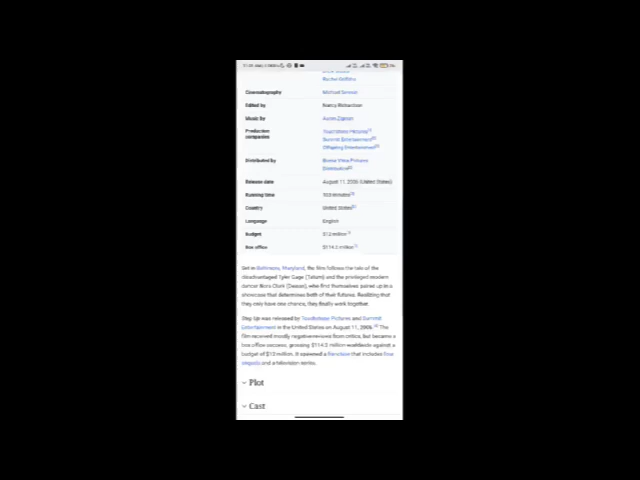 Rachel Griffiths
Cinematography Michael Seresin
Edited by Nancy Richardson
Music by Aaron Zigman
Production companies Touchstone Pictures
Summit Entertainment
Offspring Entertainment
Distributed by Buena Vista Pictures
Distribution
Release date August 11, 2006 (United States)
Running time
Country United States
Language English
Budget $12 million
Box office $114.2 million
Set in Baltimore, Maryland, the film follows the tale of the
disadvantaged Tyler Gage (Tatum) and the privileged modern
dancer Nora Clark (Dewan), who find themselves paired up in a
showcase that determines both of their futures. Realizing that
they only have one chance, they finally work together.
Step Up was released by Touchstone Pictures and Summit
Entertainment in the United States on August 11, 2006. The
film received mostly negative reviews from critics, but became a
box office success, grossing $114.2 million worldwide against a
budget of $12 million. It spawned a franchise that includes four
sequels and a television series.
Plot
Cast